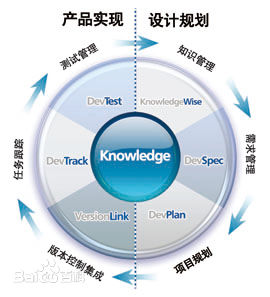 产品实现
设计规划
测试管理
知识管理
DevTest
KnowledgeWise
任务跟踪
DevTrack
Knowledge
DevSpec
需求管理
VersionLink
DevPlan
版本控制集成
项目规划
Baidu百科